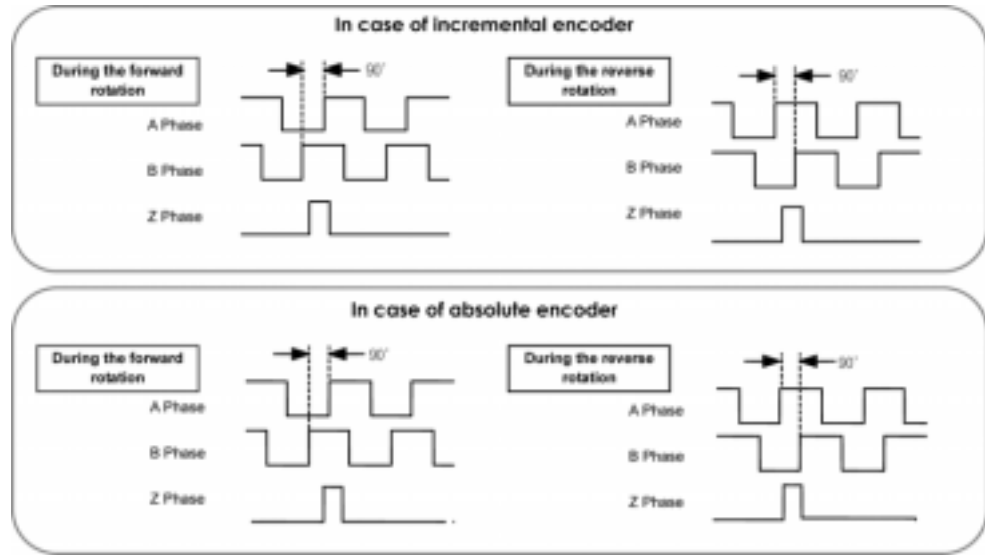 In case of incremental encoder
During the forward
rotation
90˚
During the reverse
rotation
90˚
A Phase
A Phase
B Phase
B Phase
Z Phase
Z Phase
In case of absolute encoder
During the forward
rotation
90˚
During the reverse
rotation
90˚
A Phase
A Phase
B Phase
B Phase
Z Phase
Z Phase